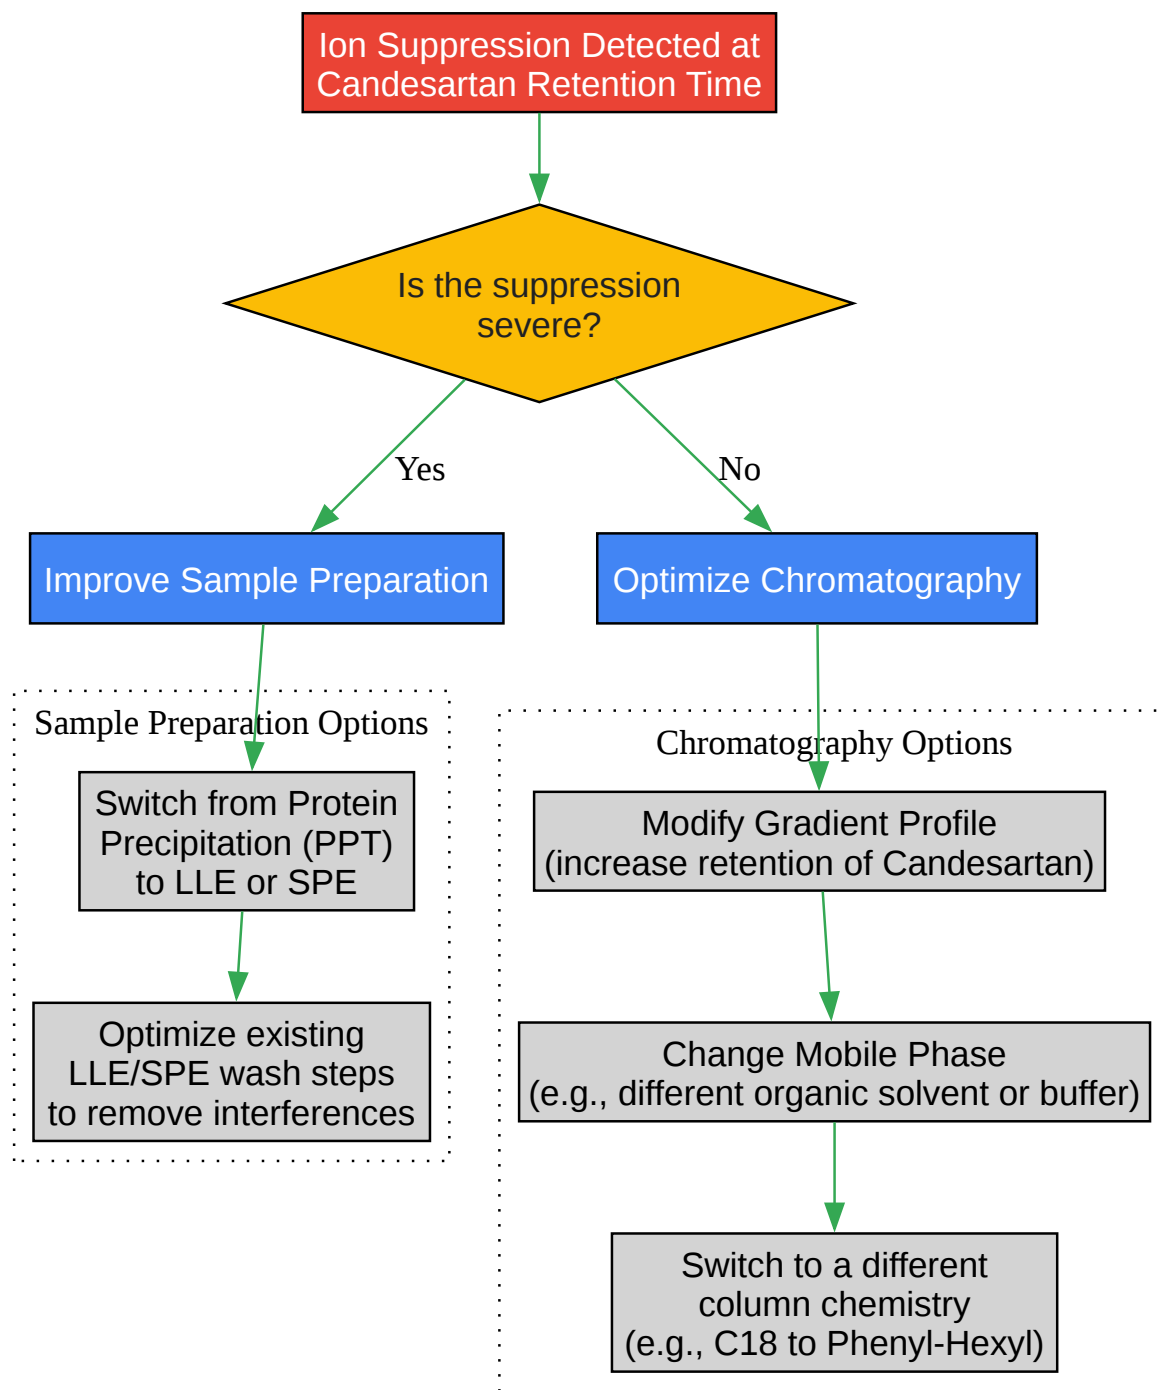 Ion Suppression Detected at
Candesartan Retention Time
Is the suppression
severe?
Yes
No
Improve Sample Preparation
Optimize Chromatography
Sample Preparation Options
Chromatography Options
Switch from Protein
Precipitation (PPT)
to LLE or SPE
Modify Gradient Profile
(increase retention of Candesartan)
Optimize existing
LLE/SPE wash steps
to remove interferences
Change Mobile Phase
(e.g., different organic solvent or buffer)
Switch to a different
column chemistry
(e.g., C18 to Phenyl-Hexyl)